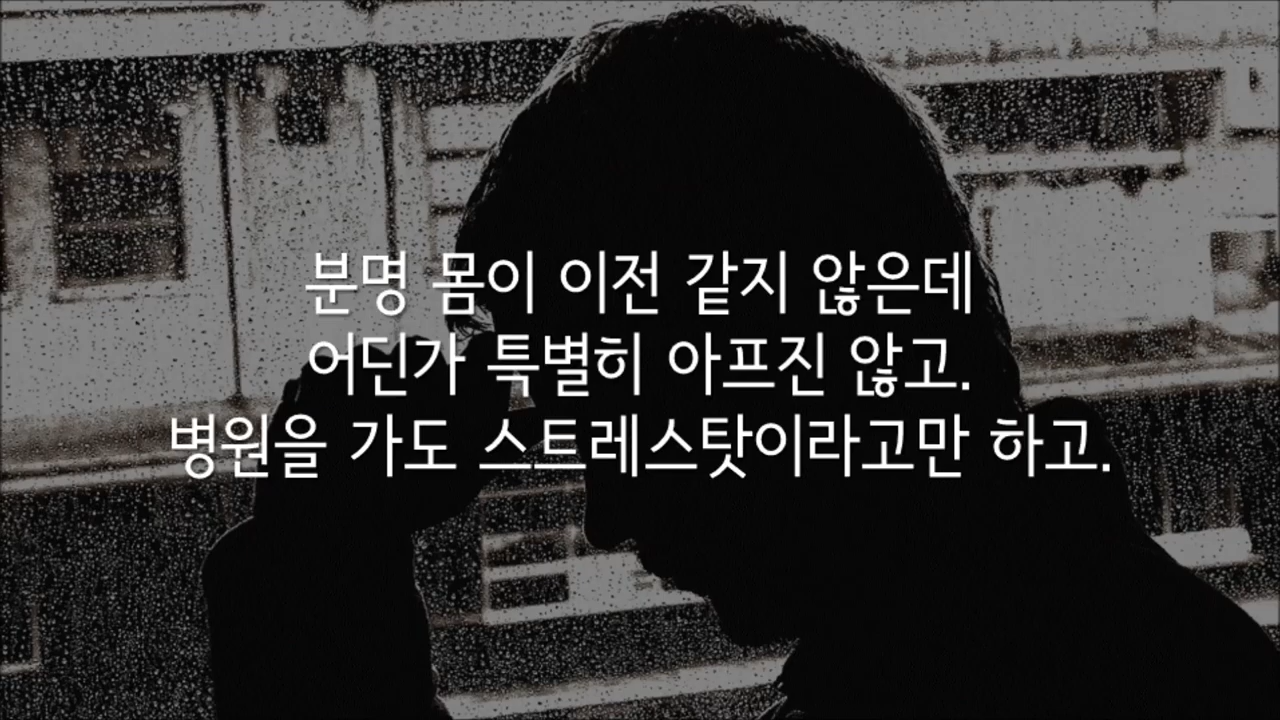 분명 몸이 이전 같지 않은데
어딘가 특별히 아프진 않고.
병원을 가도 스트레스탓이라고만 하고.